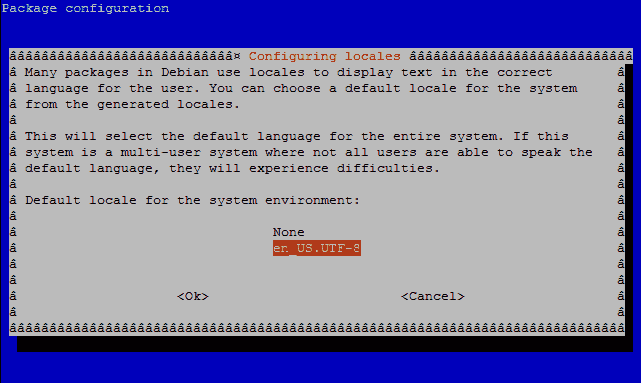 Package configuration
ââââââââââââââââââââââââââââ¤ Configuring locales ââââââââââââââââââââââââââââ
â Many packages in Debian use locales to display text in the correct â
â language for the user. You can choose a default locale for the system â
â from the generated locales. â
â â
â This will select the default language for the entire system. If this â
â system is a multi-user system where not all users are able to speak the â
â default language, they will experience difficulties. â
â â
â Default locale for the system environment: â
â â
â None â
â en_US.UTF-8 â
â â
â â
â <Ok> <Cancel> â
â â
âââââââââââââââââââââââââââââââââââââââââââââââââââââââââââââââââââââââââââââ